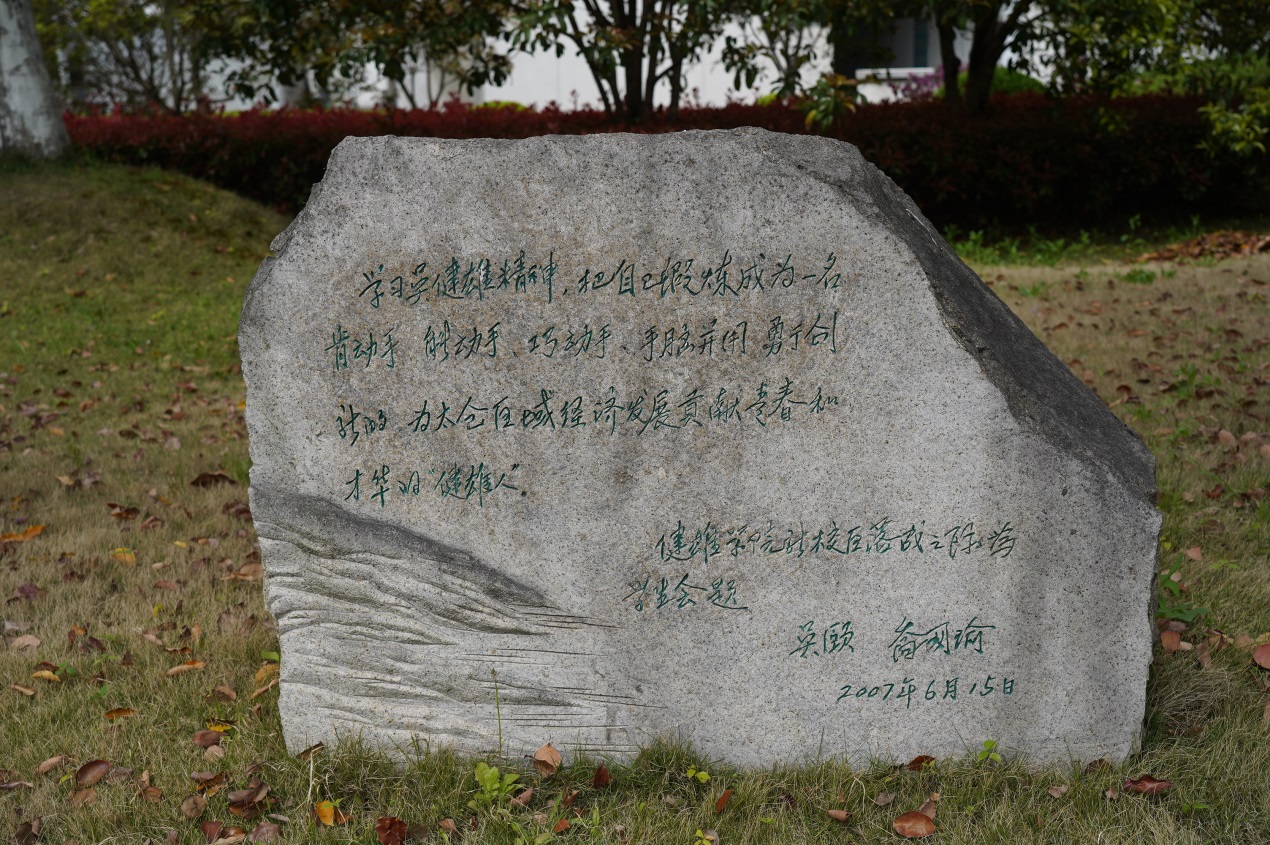 学习吴健雄精神，把自己锻炼成为一名
肯动手 能动手、巧动手、手脑并用 勇于创
新的 为太仓区域经济发展贡献青春和
才华的“健雄人”。
健雄学院新校区落成之际为
学生会题
吴颐 裔国瑜
2007年6月15日